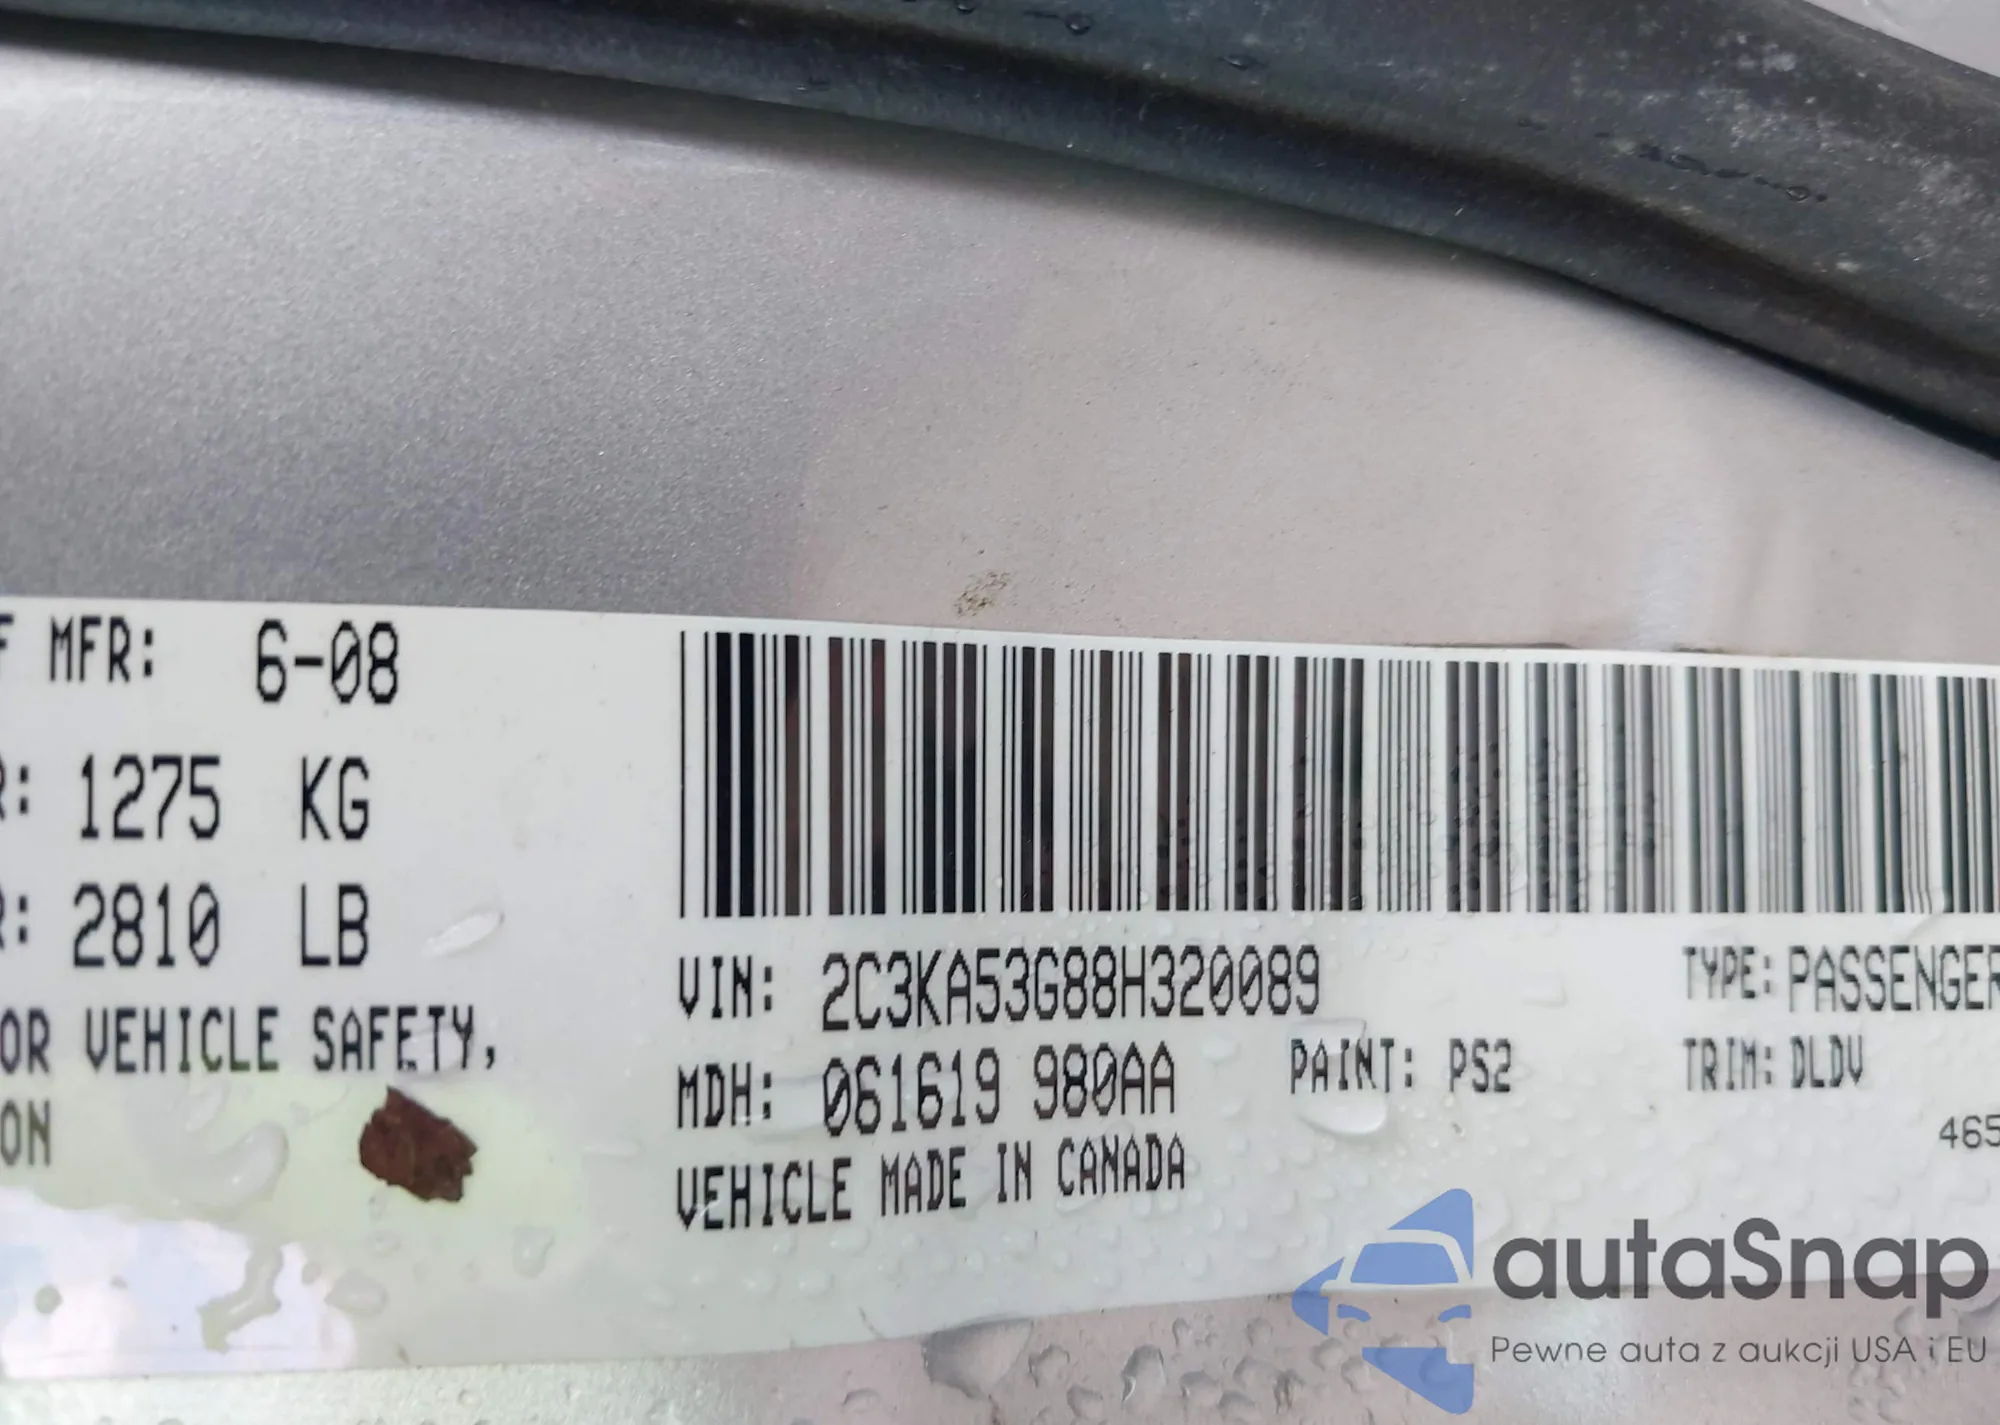 F MFR: 6-08
R: 1275 KG
R: 2810 LB
OR VEHICLE SAFETY,
ON
VIN: 2C3KA53G88H320089
TYPE: PASSENGER
MDH: 061619 980AA
PAINT: PS2
TRIM: DLDV
VEHICLE MADE IN CANADA
465
autaSnap
Pewne auta z aukcji USA i EU